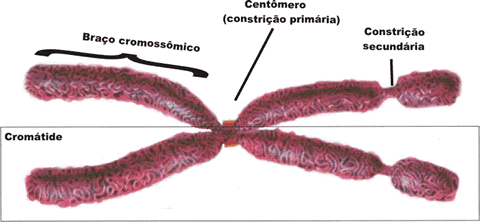 Centômero
(constrição primária)
Constrição
secundária
Braço cromossômico
Cromátide